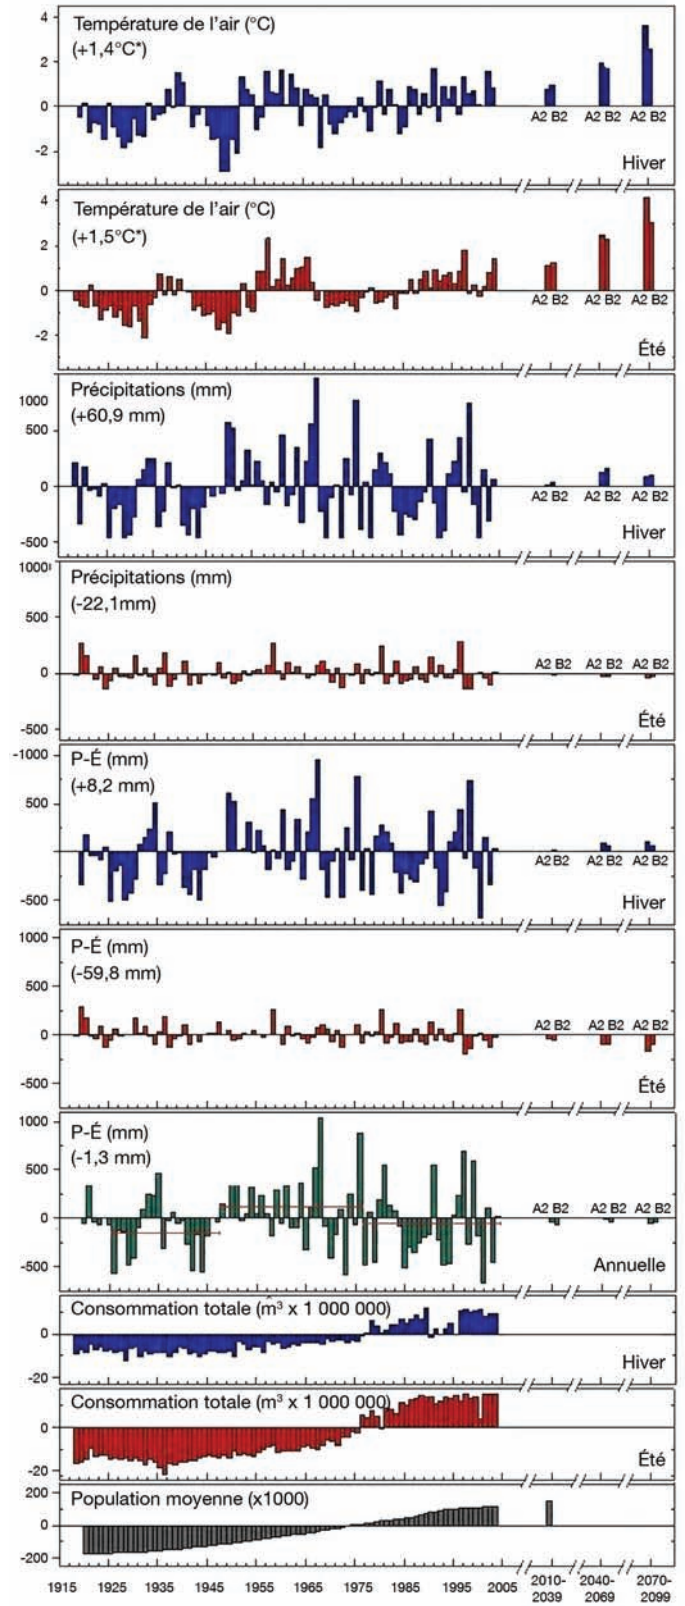 4
Température de l'air (°C)
(+1,4°C*)
2
0
A2 B2 A2 B2 A2 B2
-2
Hiver
4
Température de l'air (°C)
(+1,5°C*)
2
0
A2 B2 A2 B2 A2 B2
-2
Été
Précipitations (mm)
1000
(+60,9 mm)
500
0
A2 B2 A2 B2 A2 B2
Hiver
-500
1000
Précipitations (mm)
(-22,1mm)
500
A2 B2 A2 B2 A2 B2
0
Été
-500
-1000
P-É (mm)
(+8,2 mm)
500
0
A2 B2 A2 B2 A2 B2
-500
Hiver
1000
P-É (mm)
(-59,8 mm)
500
A2 B2 A2 B2 A2 B2
0
-500
Été
1000
P-É (mm)
(-1,3 mm)
500
A2 B2 A2 B2 A2 B2
0
-500
Annuelle
Consommation totale (m³ x 1 000 000)
0
Hiver
-20
Consommation totale (m³ x 1 000 000)
0
Été
-20
200
Population moyenne (x1000)
0
-200
1915 1925 1935 1945 1955 1965 1975 1985 1995 2005 2010-2039 2040-2069 2070-2099